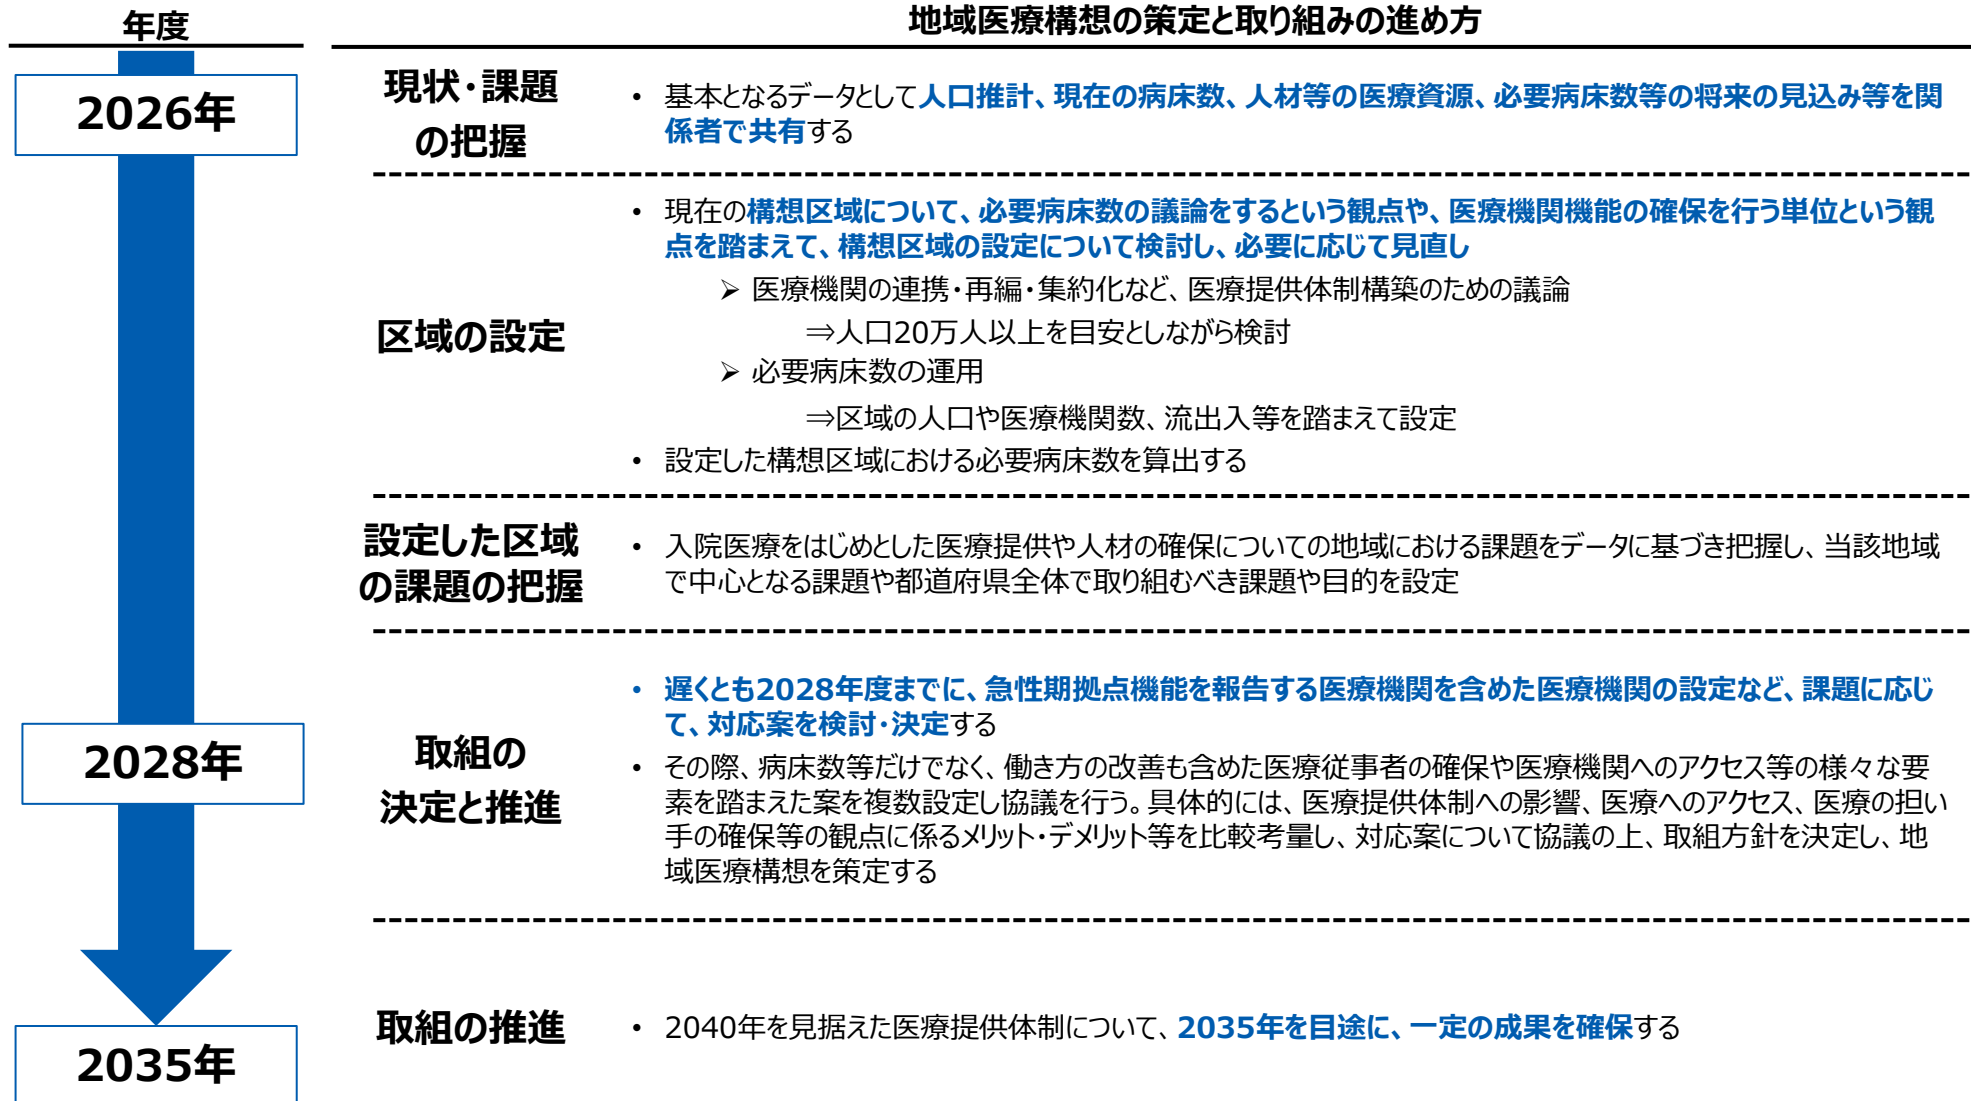 年度
地域医療構想の策定と取り組みの進め方
2026年
現状・課題
の把握
• 基本となるデータとして人口推計、現在の病床数、人材等の医療資源、必要病床数等の将来の見込み等を関
係者で共有する
区域の設定
• 現在の構想区域について、必要病床数の議論をするという観点や、医療機関機能の確保を行う単位という観
点を踏まえて、構想区域の設定について検討し、必要に応じて見直し
➢ 医療機関の連携・再編・集約化など、医療提供体制構築のための議論
⇒人口20万人以上を目安としながら検討
➢ 必要病床数の運用
⇒区域の人口や医療機関数、流出入等を踏まえて設定
• 設定した構想区域における必要病床数を算出する
設定した区域
の課題の把握
• 入院医療をはじめとした医療提供や人材の確保についての地域における課題をデータに基づき把握し、当該地域
で中心となる課題や都道府県全体で取り組むべき課題や目的を設定
2028年
取組の
決定と推進
• 遅くとも2028年度までに、急性期拠点機能を報告する医療機関を含めた医療機関の設定など、課題に応じ
て、対応案を検討・決定する
• その際、病床数等だけでなく、働き方の改善も含めた医療従事者の確保や医療機関へのアクセス等の様々な要
素を踏まえた案を複数設定し協議を行う。具体的には、医療提供体制への影響、医療へのアクセス、医療の担い
手の確保等の観点に係るメリット・デメリット等を比較考量し、対応案について協議の上、取組方針を決定し、地
域医療構想を策定する
2035年
取組の推進
• 2040年を見据えた医療提供体制について、2035年を目途に、一定の成果を確保する